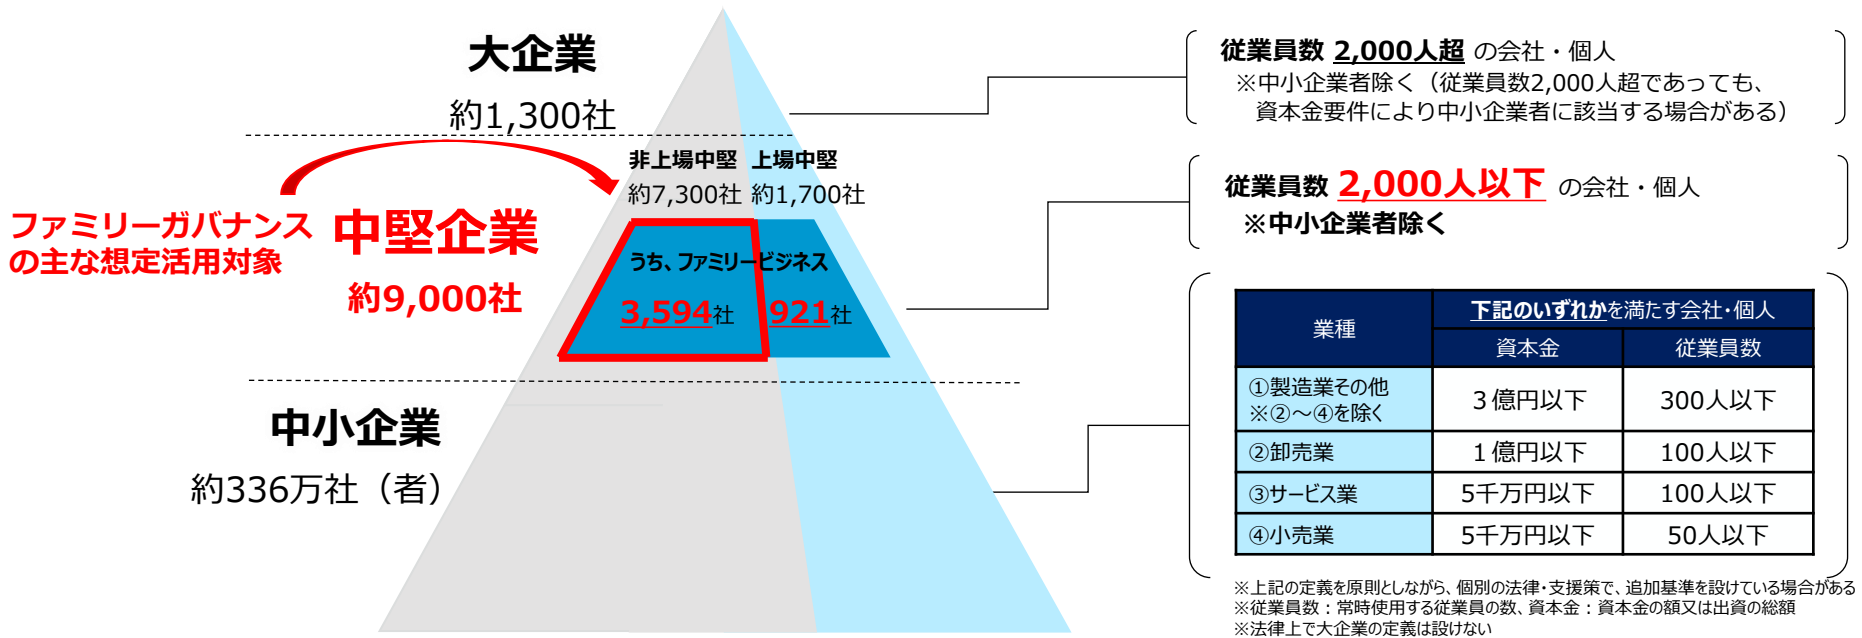 大企業
約1,300社
非上場中堅 上場中堅
約7,300社 約1,700社
ファミリーガバナンス
の主な想定活用対象
中堅企業
約9,000社
うち、ファミリービジネス
3,594社 921社
中小企業
約336万社（者）
従業員数 2,000人超 の会社・個人
※中小企業者除く（従業員数2,000人超であっても、
資本金要件により中小企業者に該当する場合がある）
従業員数 2,000人以下 の会社・個人
※中小企業者除く
業種 下記のいずれかを満たす会社・個人
資本金 従業員数
①製造業その他
※②～④を除く
３億円以下 300人以下
②卸売業 １億円以下 100人以下
③サービス業 5千万円以下 100人以下
④小売業 5千万円以下 50人以下
※上記の定義を原則としながら、個別の法律・支援策で、追加基準を設けている場合がある
※従業員数：常時使用する従業員の数、資本金：資本金の額又は出資の総額
※法律上で大企業の定義は設けない